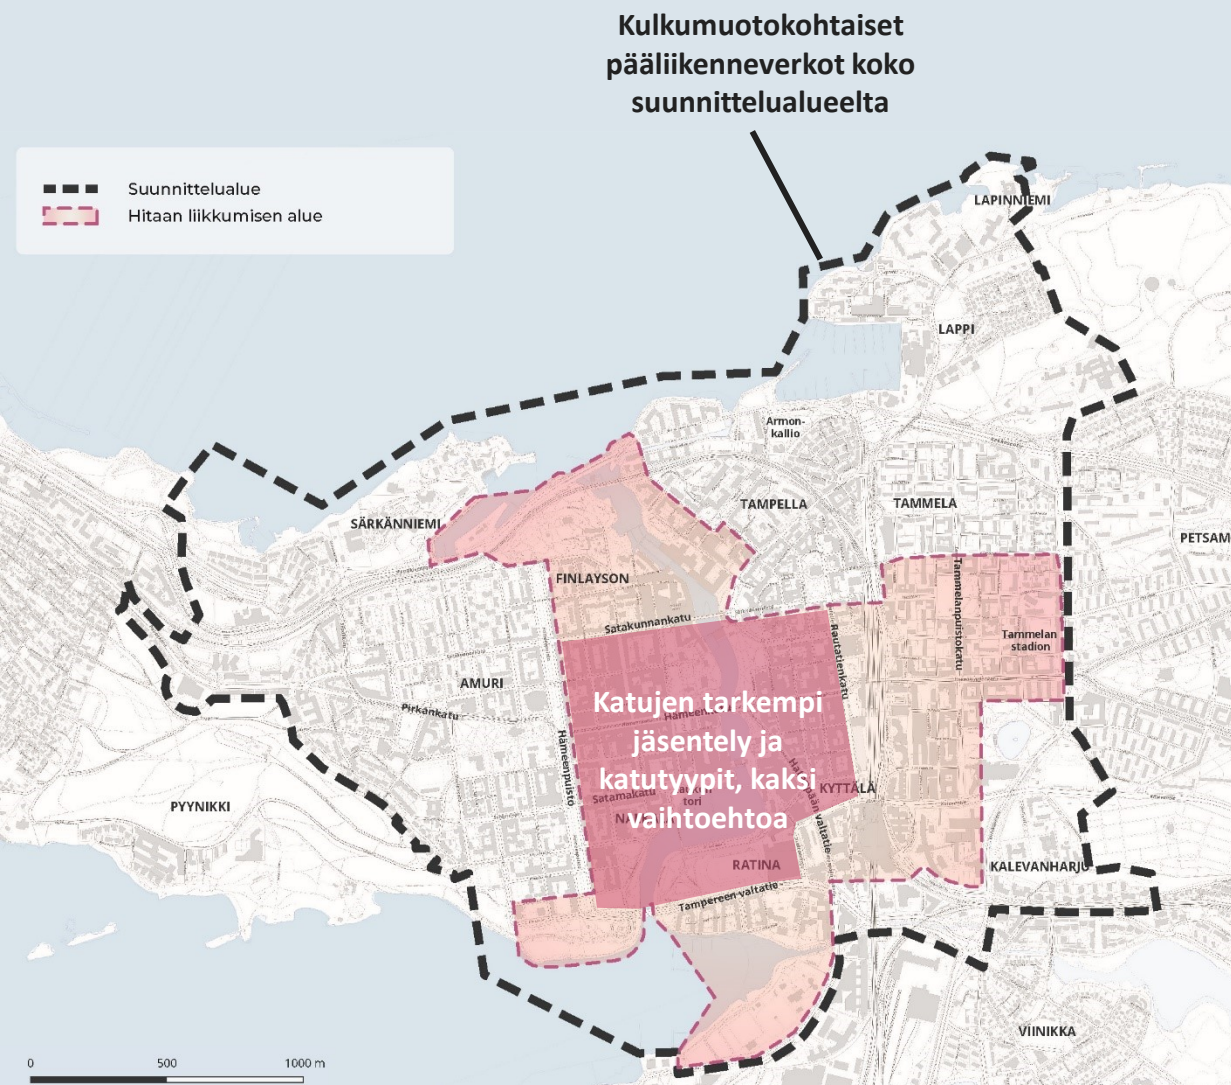 Kulkumuotokohtaiset
pääliikenneverkot koko
suunnittelualueelta
Suunnittelualue
Hitaan liikkumisen alue
LAPINNIEMI
LAPPI
Armon-
kallio
TAMPELLA
TAMMELA
SÄRKÄNNIEMI
PETSAM
FINLAYSON
Tammelanpuistokatu
Satakunnankatu
Rautatienkatu
Tammelan
stadion
AMURI
Pirkankatu
Hämeenpuisto
Katujen tarkempi
jäsentely ja
katutyypit, kaksi
vaihtoehtoa
Satamakatu
tori
KYTTÄLÄ
PYYNIKKI
RATINA
KALEVANHARJU
Tampereen valtatie
VIINIKKA
0 500 1000 m